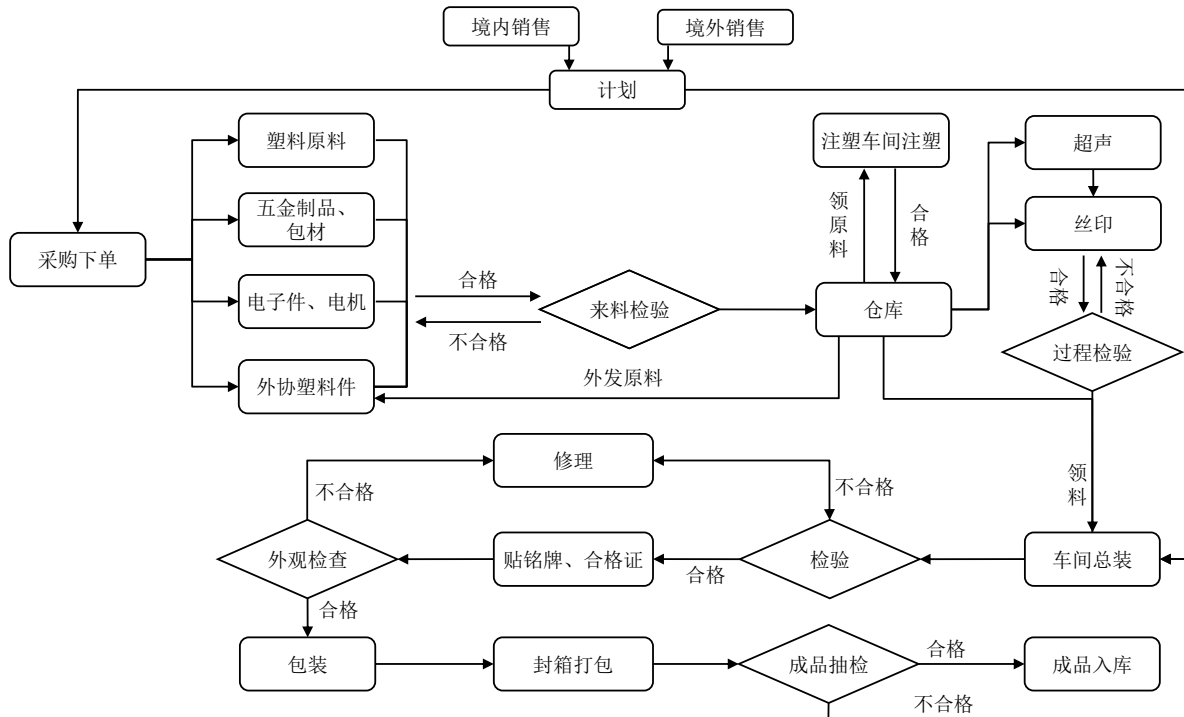 境内销售
境外销售
计划
塑料原料
注塑车间注塑
超声
五金制品、
包材
领原料
合格
丝印
采购下单
合格
不合格
电子件、电机
合格
来料检验
仓库
不合格
过程检验
外协塑料件
外发原料
修理
领料
不合格
不合格
外观检查
贴铭牌、合格证
合格
检验
车间总装
合格
包装
封箱打包
成品抽检
合格
成品入库
不合格